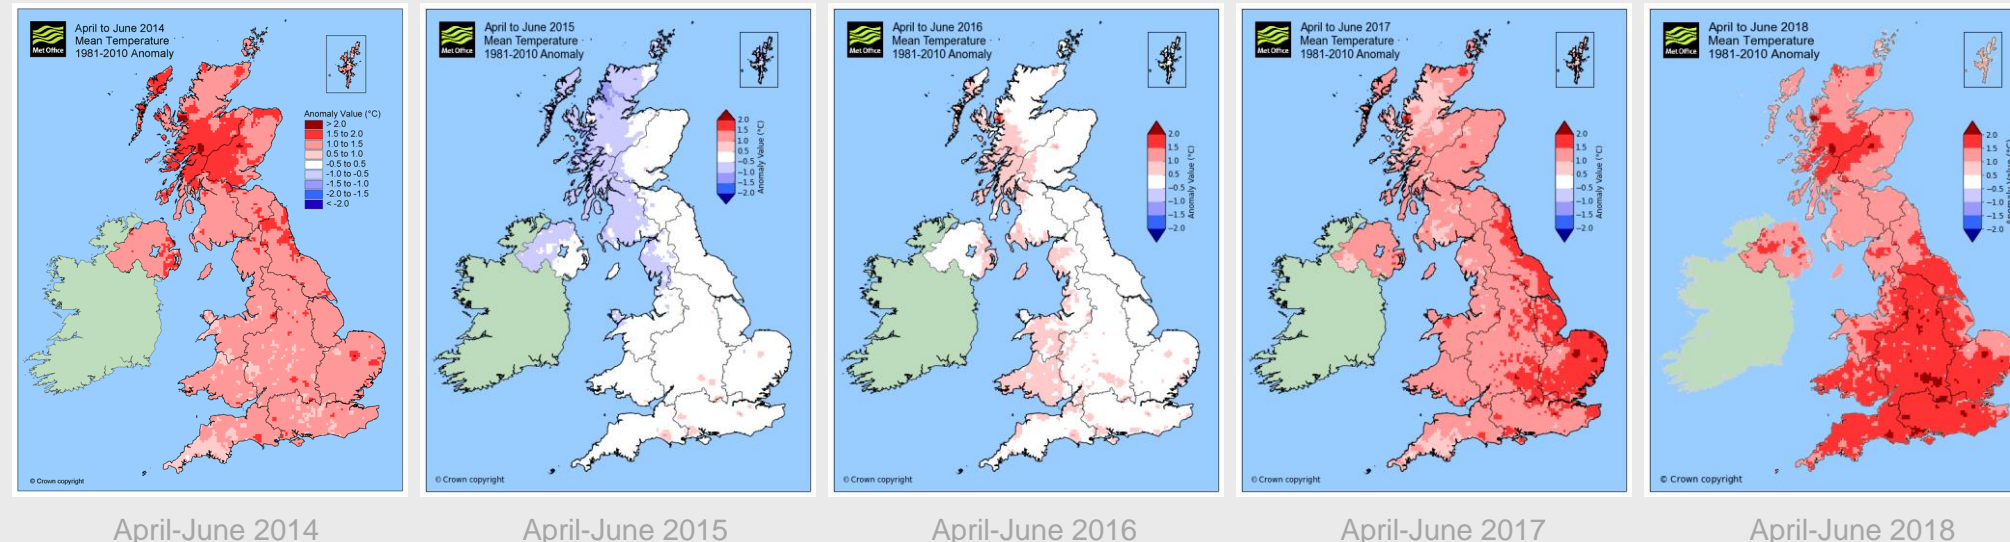 Met Office
April to June 2014
Mean Temperature
1981-2010 Anomaly
Anomaly Value (°C)
> 2.0
1.5 to 2.0
1.0 to 1.5
0.5 to 1.0
-0.5 to 0.5
-1.0 to -0.5
-1.5 to -1.0
-2.0 to -1.5
< -2.0
© Crown copyright
April-June 2014
Met Office
April to June 2015
Mean Temperature
1981-2010 Anomaly
2.0
1.5
1.0
0.5
−0.5
−1.0
−1.5
−2.0
Anomaly Value (°C)
© Crown copyright
April-June 2015
Met Office
April to June 2016
Mean Temperature
1981-2010 Anomaly
2.0
1.5
1.0
0.5
−0.5
−1.0
−1.5
−2.0
Anomaly Value (°C)
© Crown copyright
April-June 2016
Met Office
April to June 2017
Mean Temperature
1981-2010 Anomaly
2.0
1.5
1.0
0.5
−0.5
−1.0
−1.5
−2.0
Anomaly Value (°C)
© Crown copyright
April-June 2017
Met Office
April to June 2018
Mean Temperature
1981-2010 Anomaly
2.0
1.5
1.0
0.5
−0.5
−1.0
−1.5
−2.0
Value (°C)
© Crown copyright
April-June 2018